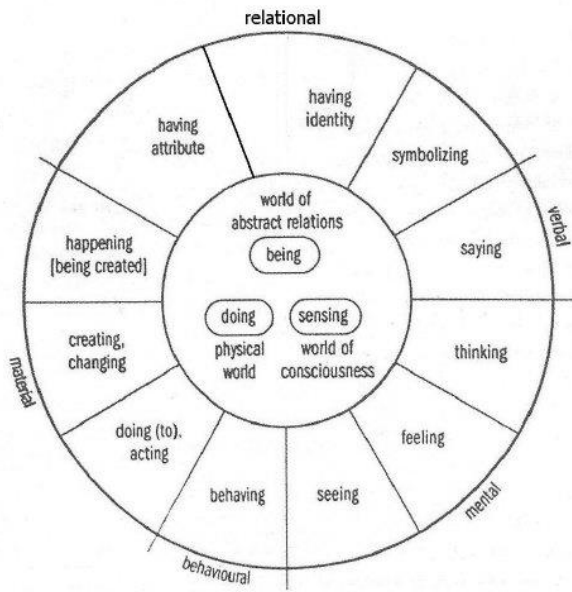 relational
having
identity
having
attribute
symbolizing
world of
abstract relations
being
verbal
saying
happening
[being created]
doing
sensing
physical
world
world of
consciousness
creating,
changing
thinking
material
doing (to),
acting
feeling
behaving
seeing
mental
behavioural